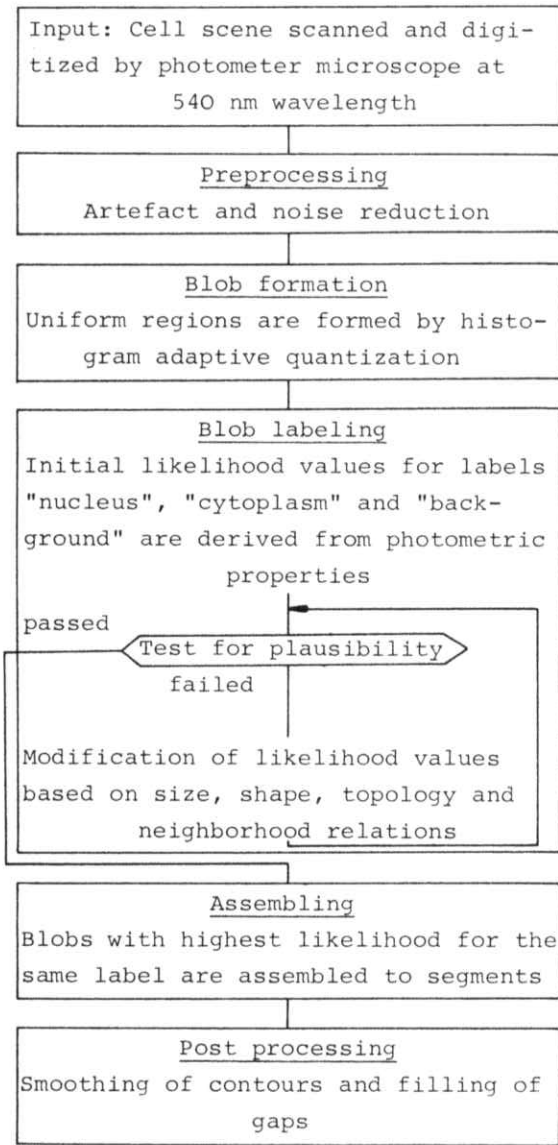 Input: Cell scene scanned and digi-
tized by photometer microscope at
540 nm wavelength
Preprocessing
Artefact and noise reduction
Blob formation
Uniform regions are formed by histo-
gram adaptive quantization
Blob labeling
Initial likelihood values for labels
"nucleus", "cytoplasm" and "back-
ground" are derived from photometric
properties
passed
Test for plausibility
failed
Modification of likelihood values
based on size, shape, topology and
neighborhood relations
Assembling
Blobs with highest likelihood for the
same label are assembled to segments
Post processing
Smoothing of contours and filling of
gaps